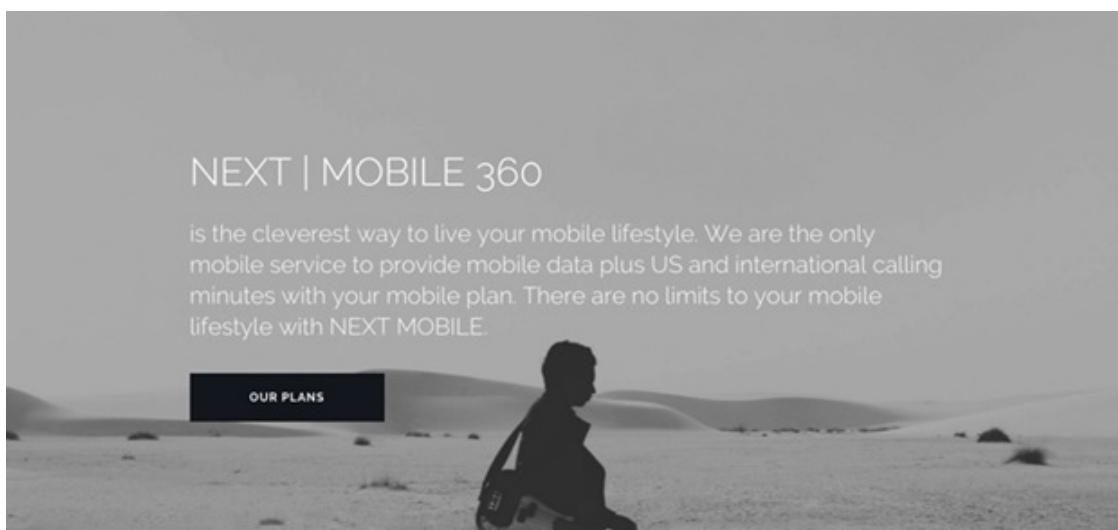 NEXT | MOBILE 360
is the cleverest way to live your mobile lifestyle. We are the only
mobile service to provide mobile data plus US and international calling
minutes with your mobile plan. There are no limits to your mobile
lifestyle with NEXT MOBILE.
OUR PLANS